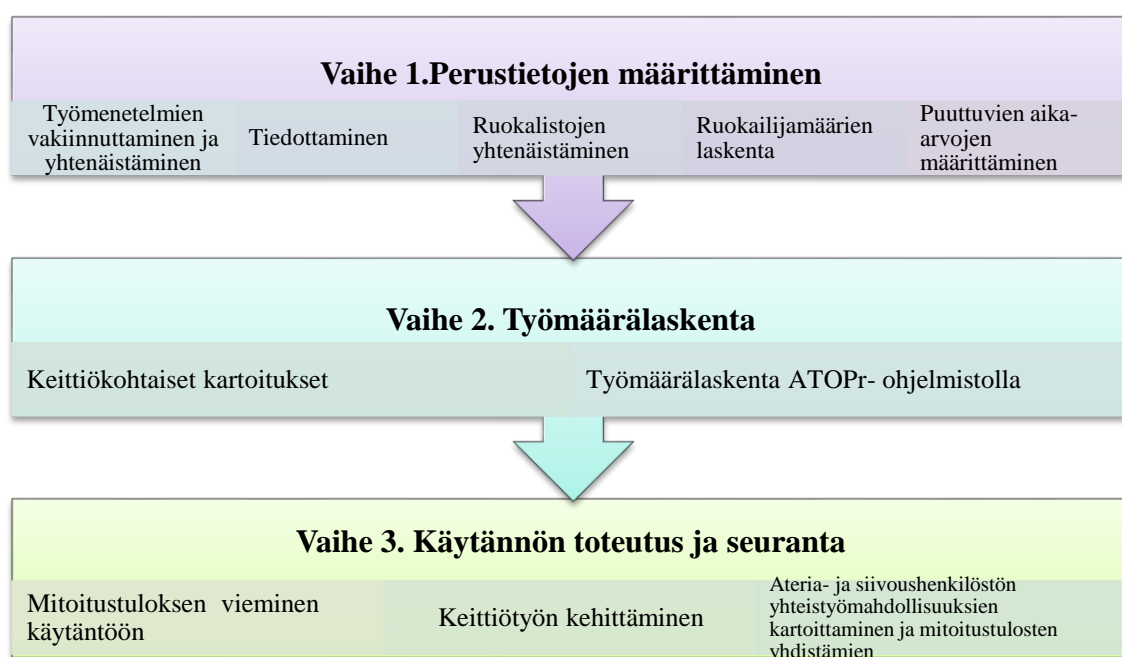 Vaihe 1.Perustietojen määrittäminen
Työmenetelmien
vakiinnuttaminen ja
yhtenäistäminen
Tiedottaminen
Ruokalistojen
yhtenäistäminen
Ruokailijamäärien
laskenta
Puuttuvien aika-
arvojen
määrittäminen
Vaihe 2. Työmäärälaskenta
Keittiökohtaiset kartoitukset
Työmäärälaskenta ATOPr- ohjelmistolla
Vaihe 3. Käytännön toteutus ja seuranta
Mitoitustuloksen vieminen
käytäntöön
Keittiötyön kehittäminen
Ateria- ja siivoushenkilöstön
yhteistyömahdollisuuksien
kartoittaminen ja mitoitustulosten
yhdistämien